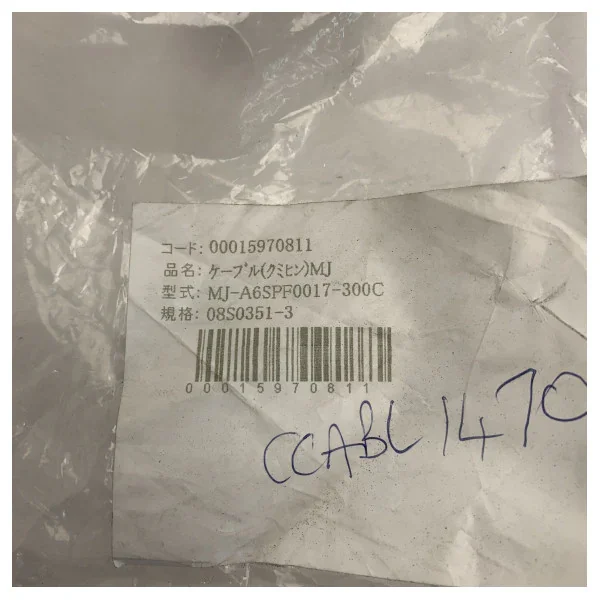 コード: 00015970811
品名: ケーブル(クミヒン)MJ
型式: MJ-A6SPF0017-300C
規格: 08S0351-3
00015970811
CCABL 1470